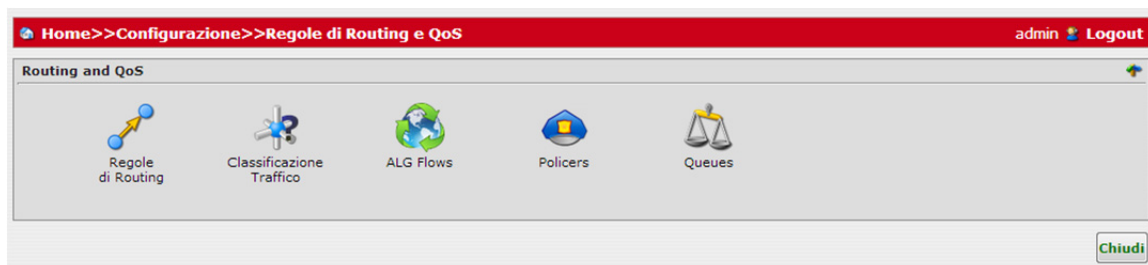 Home>>Configurazione>>Regole di Routing e QoS
admin Logout
Routing and QoS
Regole
di Routing
Classificazione
Traffico
ALG Flows
Policers
Queues
Chiudi